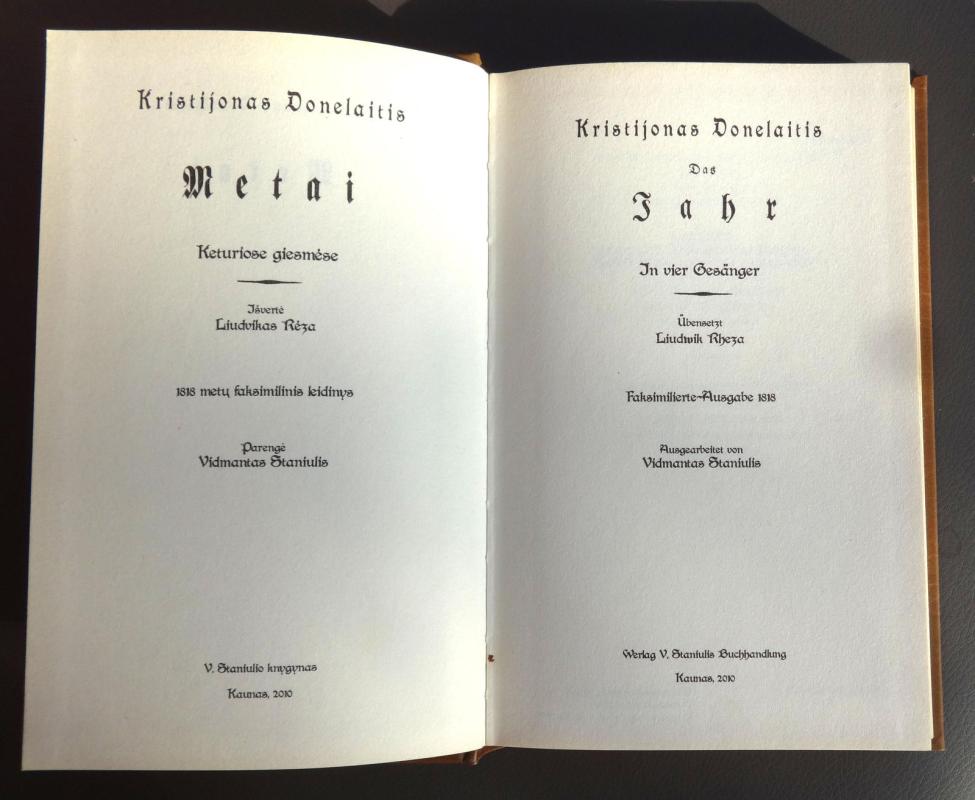 Kristijonas Donelaitis
Metai
Keturiose giesmėse
Išvertė
Liudvikas Rėza
1818 metų faksimilinis leidinys
Parengė
Vidmantas Staniulis
V. Staniulio knygynas
Kaunas, 2010
Kristijonas Donelaitis
Das
Jahr
In vier Gesänger
Übensetzt
Liudwik Rheza
Faksimilierte-Ausgabe 1818
Ausgearbeitet von
Vidmantas Staniulis
Werlag V. Staniulis Buchhandlung
Kaunas, 2010